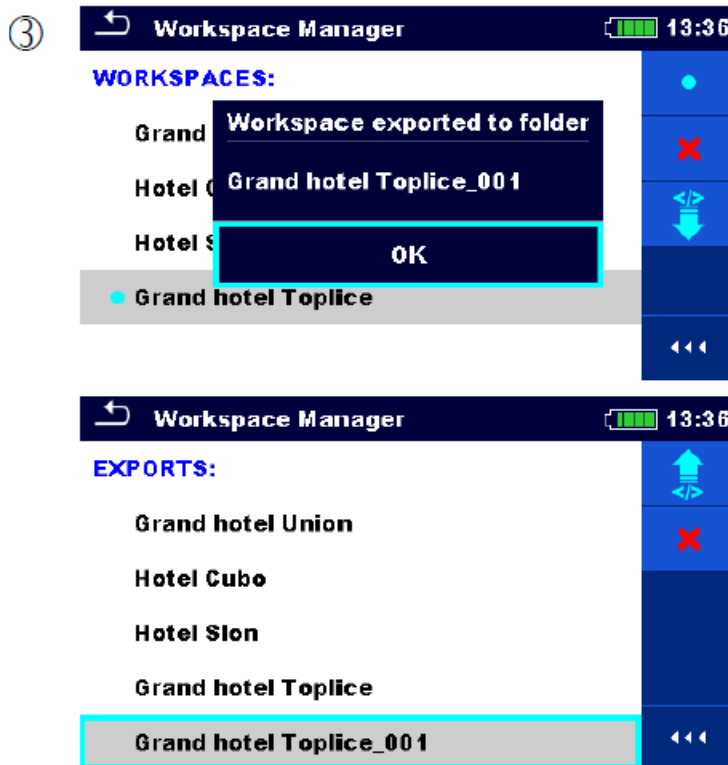 ③
Workspace Manager 13:36
WORKSPACES:
Grand
Workspace exported to folder
Hotel
Grand hotel Toplice_001
Hotel
OK
Grand hotel Toplice
Workspace Manager 13:36
EXPORTS:
</>
Grand hotel Union
Hotel Cubo
Hotel Slon
Grand hotel Toplice
Grand hotel Toplice_001